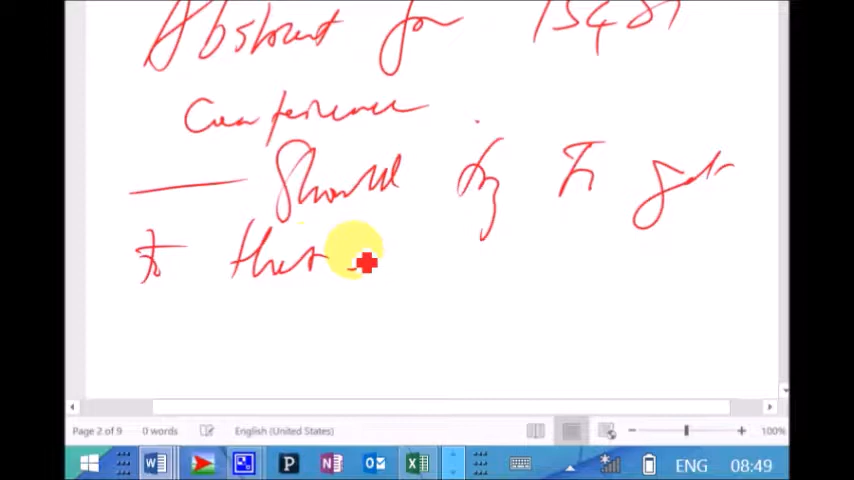 Abstract for
Conference
— Should try to get
to that.
Page 2 of 9 0 words English (United States) 100%
ENG 08:49